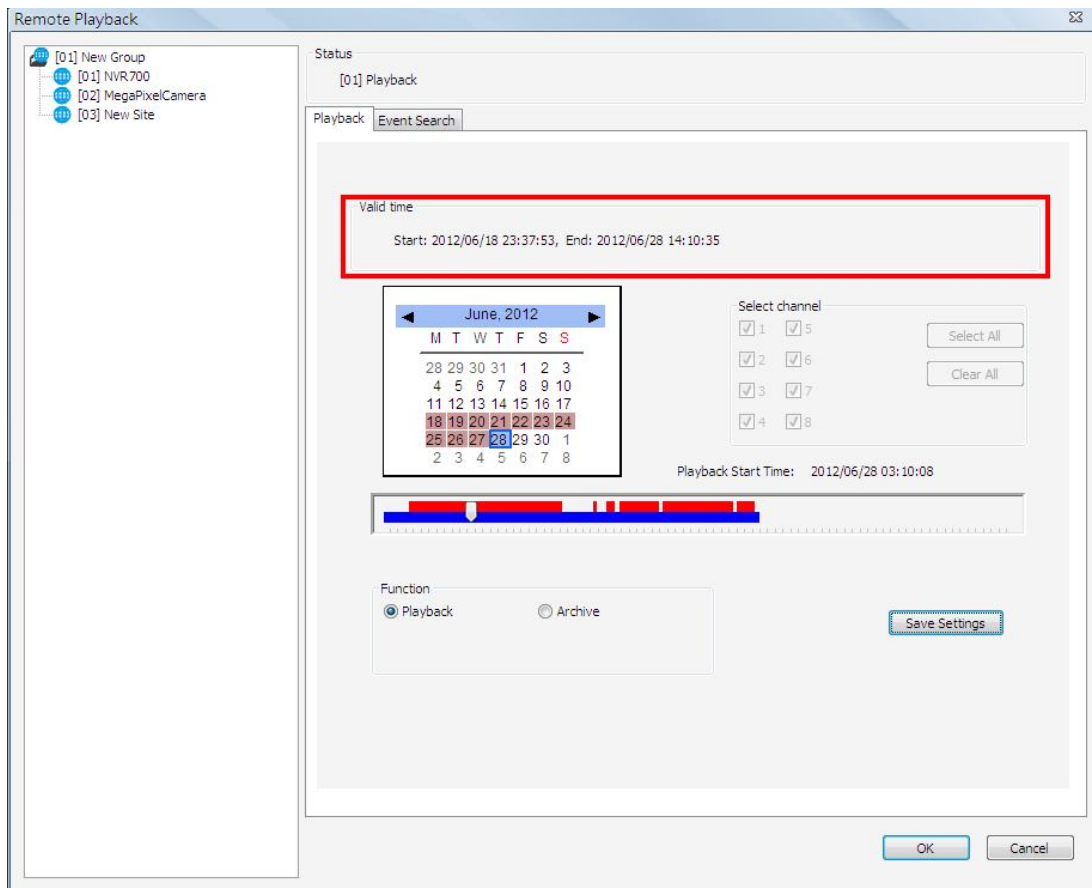 Remote Playback
[01] New Group
[01] NVR700
[02] MegaPixelCamera
[03] New Site
Status
[01] Playback
Playback Event Search
Valid time
Start: 2012/06/18 23:37:53, End: 2012/06/28 14:10:35
June, 2012
M T W T F S S
28 29 30 31 1 2 3
4 5 6 7 8 9 10
11 12 13 14 15 16 17
18 19 20 21 22 23 24
25 26 27 28 29 30 1
2 3 4 5 6 7 8
Select channel
1 5
2 6
3 7
4 8
Select All
Clear All
Playback Start Time: 2012/06/28 03:10:08
Function
Playback Archive
Save Settings
OK Cancel